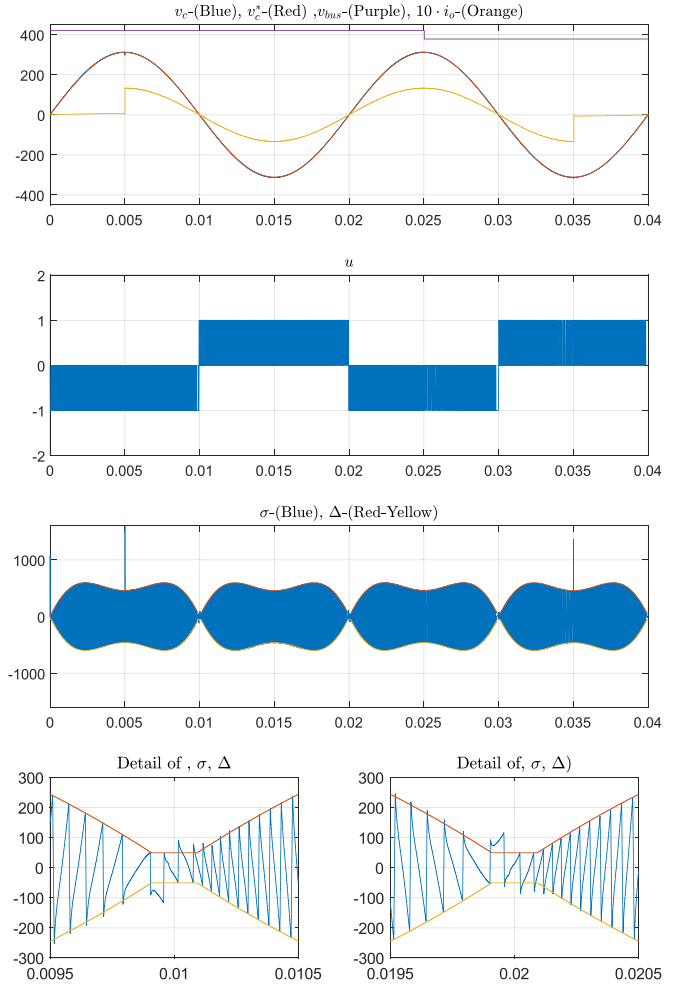 v_c-(Blue), v_c^*-(Red) ,v_bus-(Purple), 10 · i_o-(Orange)
400
200
0
-200
-400
0 0.005 0.01 0.015 0.02 0.025 0.03 0.035 0.04
u
2
1
0
-1
-2
0 0.005 0.01 0.015 0.02 0.025 0.03 0.035 0.04
σ-(Blue), Δ-(Red-Yellow)
1000
0
-1000
0 0.005 0.01 0.015 0.02 0.025 0.03 0.035 0.04
Detail of , σ, Δ
300
200
100
0
-100
-200
-300
0.0095 0.01 0.0105
Detail of, σ, Δ)
300
200
100
0
-100
-200
-300
0.0195 0.02 0.0205